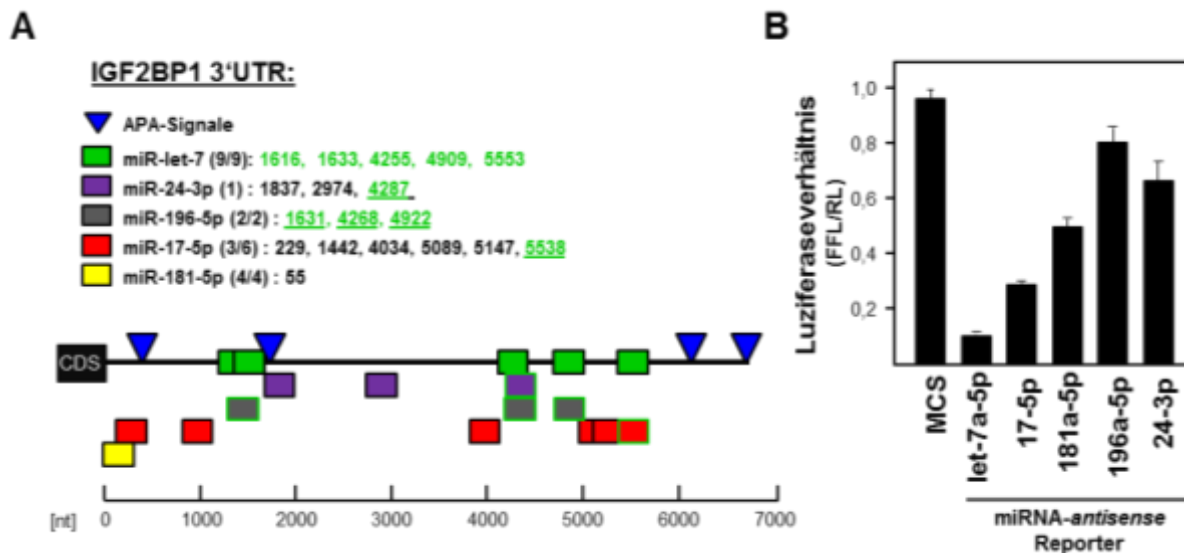 A
IGF2BP1 3'UTR:
APA-Signale
miR-let-7 (9/9): 1616, 1633, 4255, 4909, 5553
miR-24-3p (1) : 1837, 2974, 4287
miR-196-5p (2/2) : 1631, 4268, 4922
miR-17-5p (3/6) : 229, 1442, 4034, 5089, 5147, 5538
miR-181-5p (4/4) : 55
CDS
[nt] 0 1000 2000 3000 4000 5000 6000 7000
B
Luziferaseverhältnis
(FFL/RL)
1,0
0,8
0,6
0,4
0,2
MCS
let-7a-5p
17-5p
181a-5p
196a-5p
24-3p
miRNA-antisense
Reporter